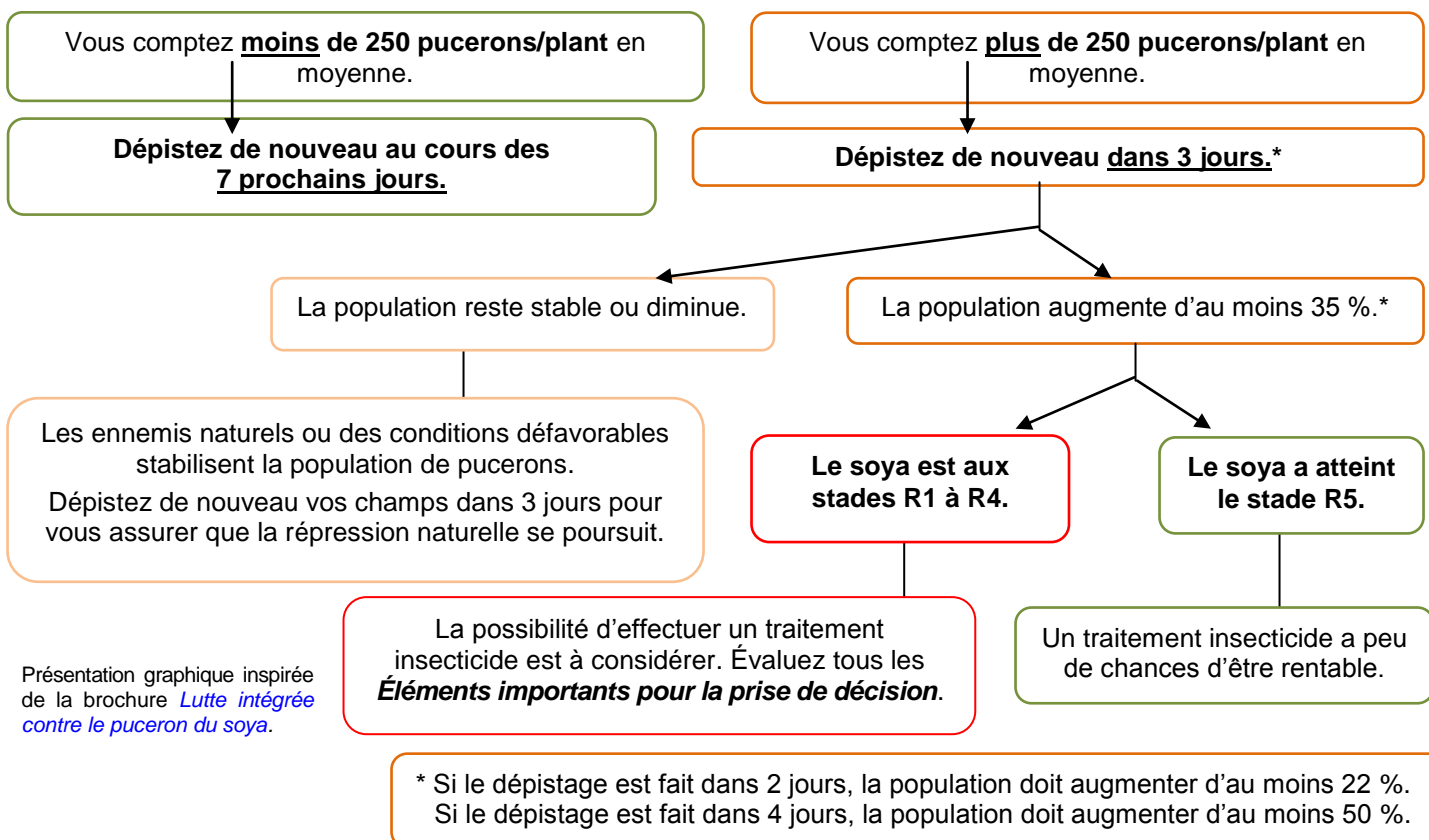 Vous comptez moins de 250 pucerons/plant en
moyenne.
Vous comptez plus de 250 pucerons/plant en
moyenne.
Dépistez de nouveau au cours des
7 prochains jours.
Dépistez de nouveau dans 3 jours.*
La population reste stable ou diminue.
La population augmente d’au moins 35 %.*
Les ennemis naturels ou des conditions défavorables
stabilisent la population de pucerons.
Dépistez de nouveau vos champs dans 3 jours pour
vous assurer que la répression naturelle se poursuit.
Le soya est aux
stades R1 à R4.
Le soya a atteint
le stade R5.
La possibilité d’effectuer un traitement
insecticide est à considérer. Évaluez tous les
Éléments importants pour la prise de décision.
Un traitement insecticide a peu
de chances d’être rentable.
Présentation graphique inspirée
de la brochure Lutte intégrée
contre le puceron du soya.
* Si le dépistage est fait dans 2 jours, la population doit augmenter d’au moins 22 %.
Si le dépistage est fait dans 4 jours, la population doit augmenter d’au moins 50 %.